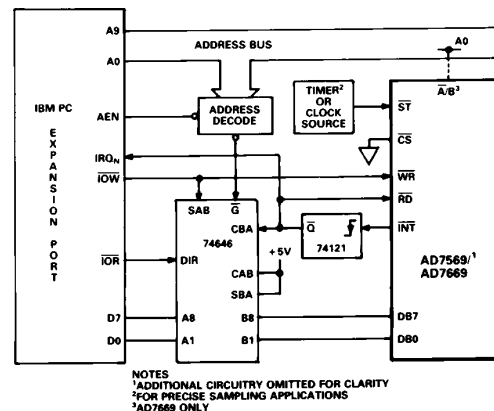 A9
A0
ADDRESS BUS
A0
A/B³
IBM PC
EXPANSION PORT
AEN
ADDRESS
DECODE
TIMER²
OR
CLOCK
SOURCE
ST
CS
IRQN
IOW
WR
RD
SAB
G
CBA
Q
74121
INT
74646
+5V
AD7569/¹
AD7669
IOR
DIR
CAB
SBA
D7
A8
B8
DB7
D0
A1
B1
DB0
NOTES
¹ADDITIONAL CIRCUITRY OMITTED FOR CLARITY
²FOR PRECISE SAMPLING APPLICATIONS
³AD7669 ONLY